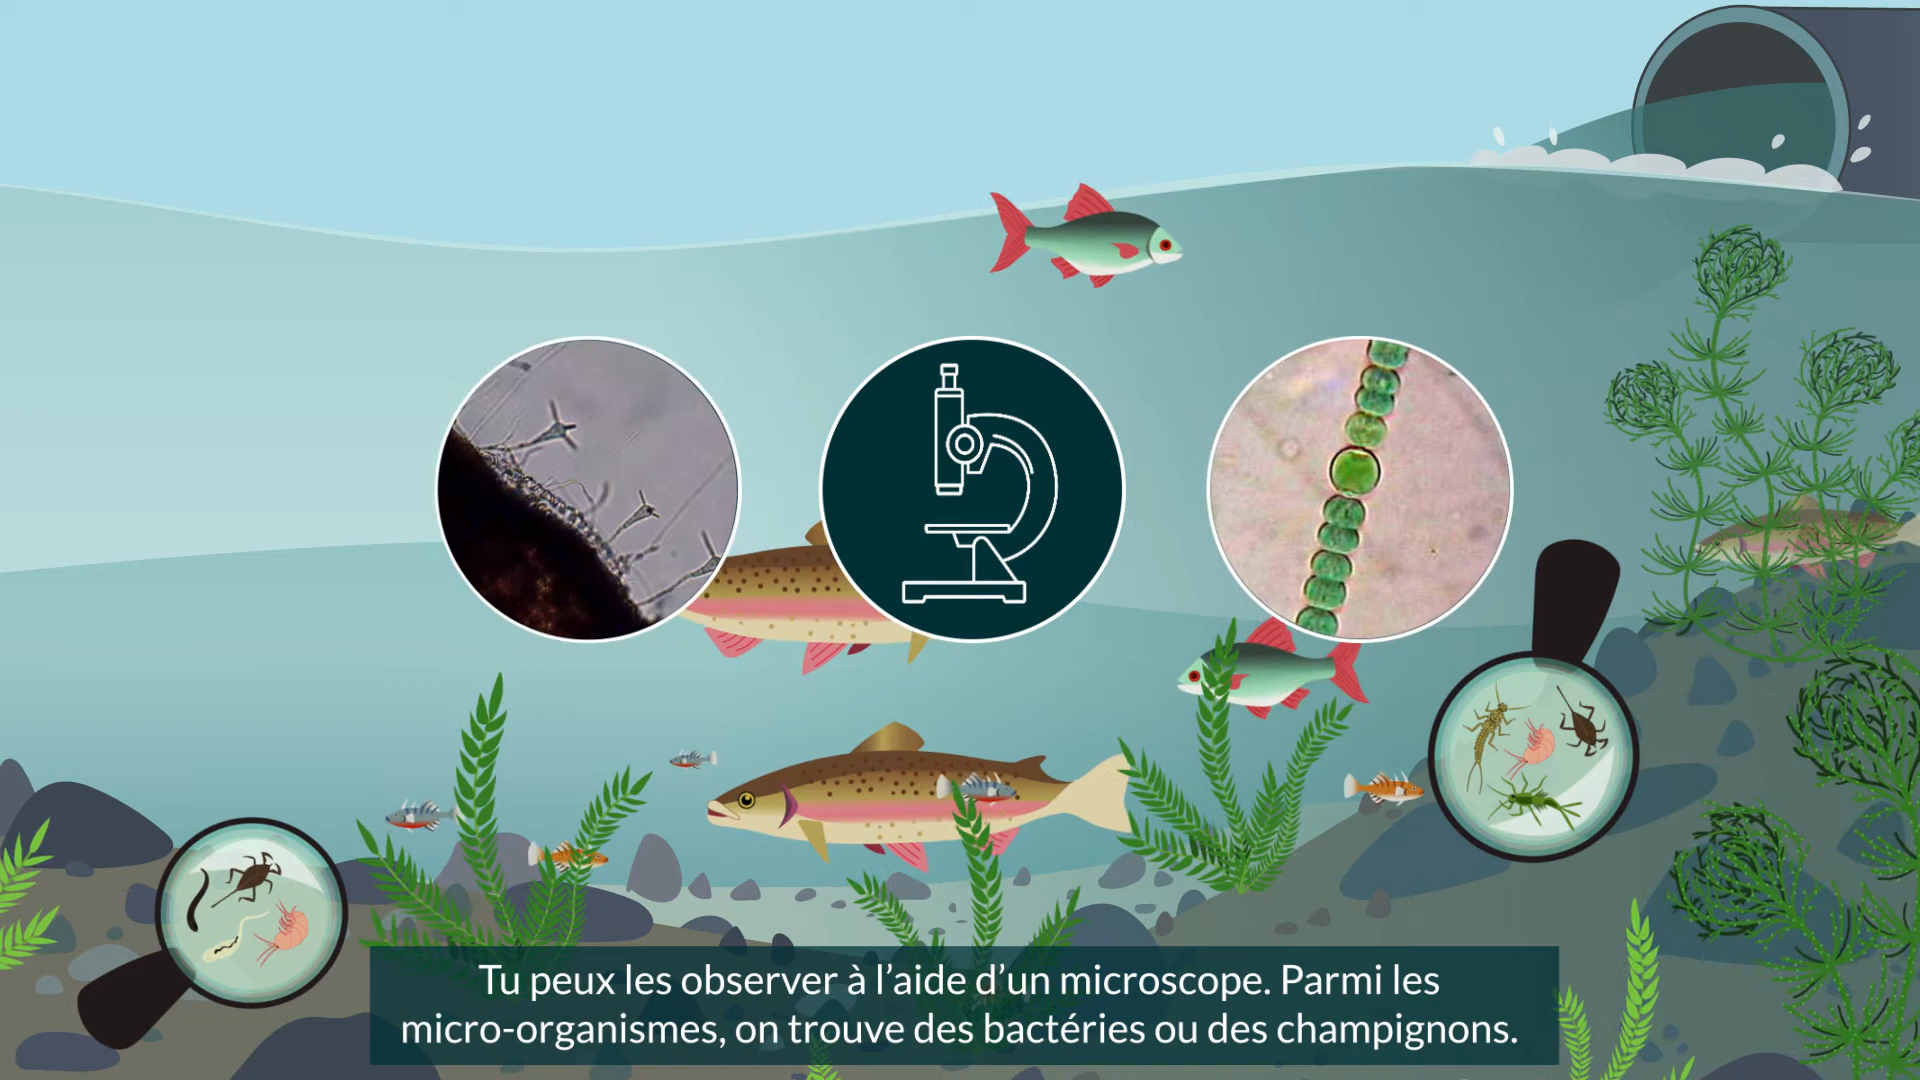 Tu peux les observer à l’aide d’un microscope. Parmi les
micro-organismes, on trouve des bactéries ou des champignons.